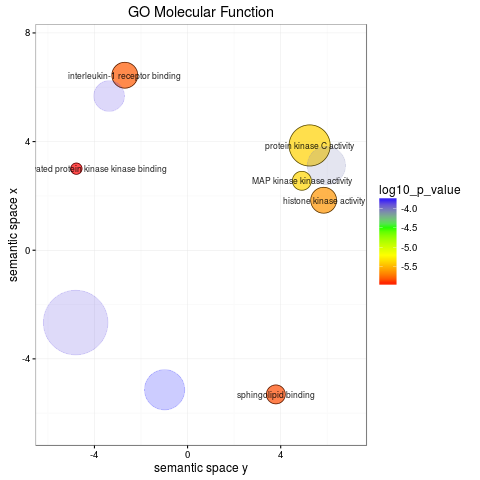 GO Molecular Function
8
interleukin-1 receptor binding
4
protein kinase C activity
ated protein kinase kinase binding
MAP kinase kinase activity
histone kinase activity
0
-4
sphingolipid binding
-4
0
4
semantic space y
semantic space x
log10_p_value
-4.0
-4.5
-5.0
-5.5